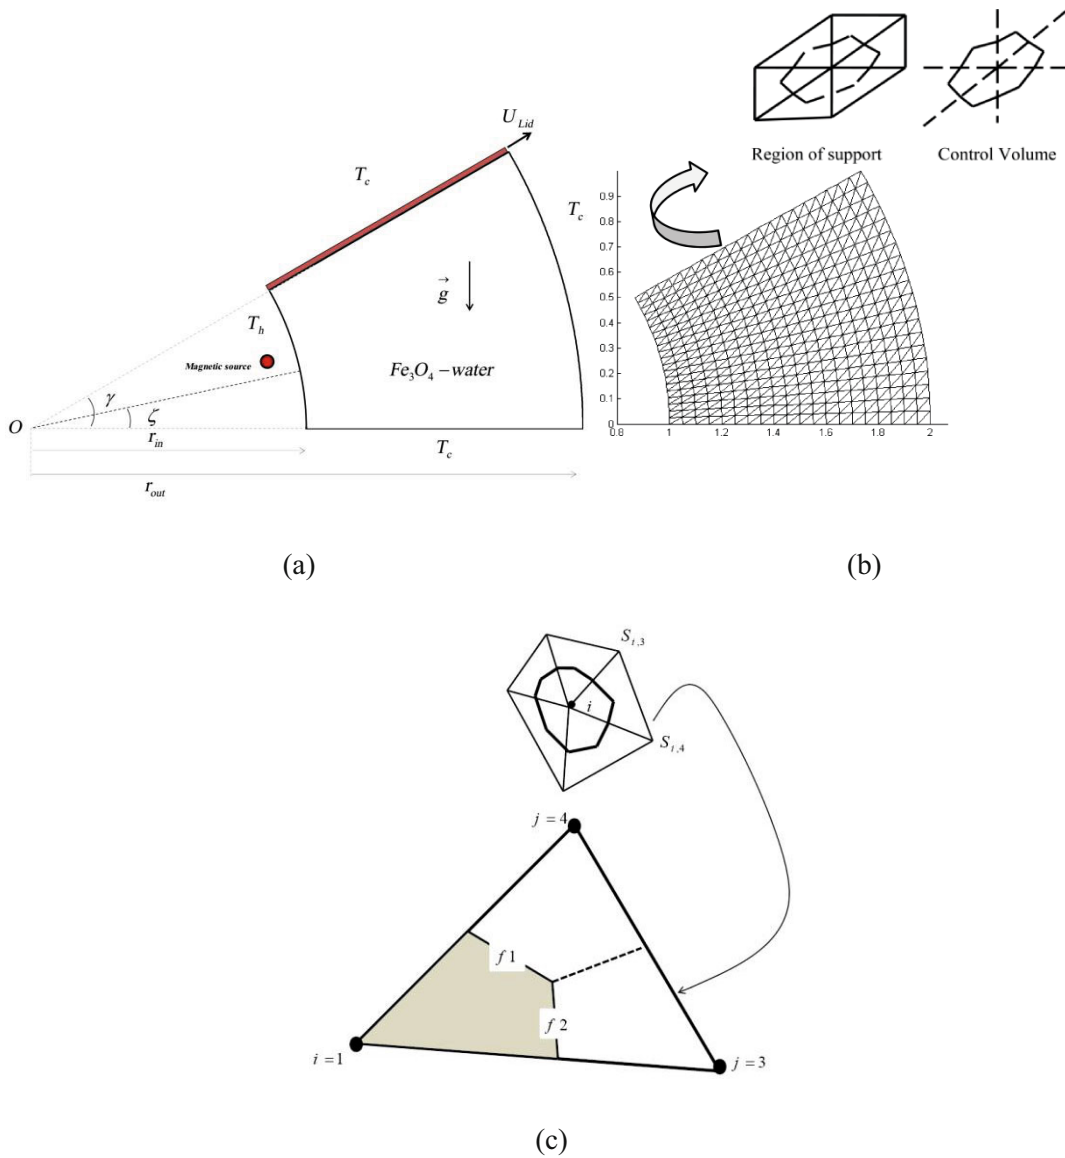 U_Lid
T_c
T_c
g
T_h
Magnetic source
Fe₃O₄ – water
γ
ζ
O
r_in
T_c
r_out
(a)
Region of support
Control Volume
0.9
0.8
0.7
0.6
0.5
0.4
0.3
0.2
0.1
0
0.8
1
1.2
1.4
1.6
1.8
2
(b)
S_i,3
i
S_i,4
j = 4
f 1
f 2
i = 1
j = 3
(c)